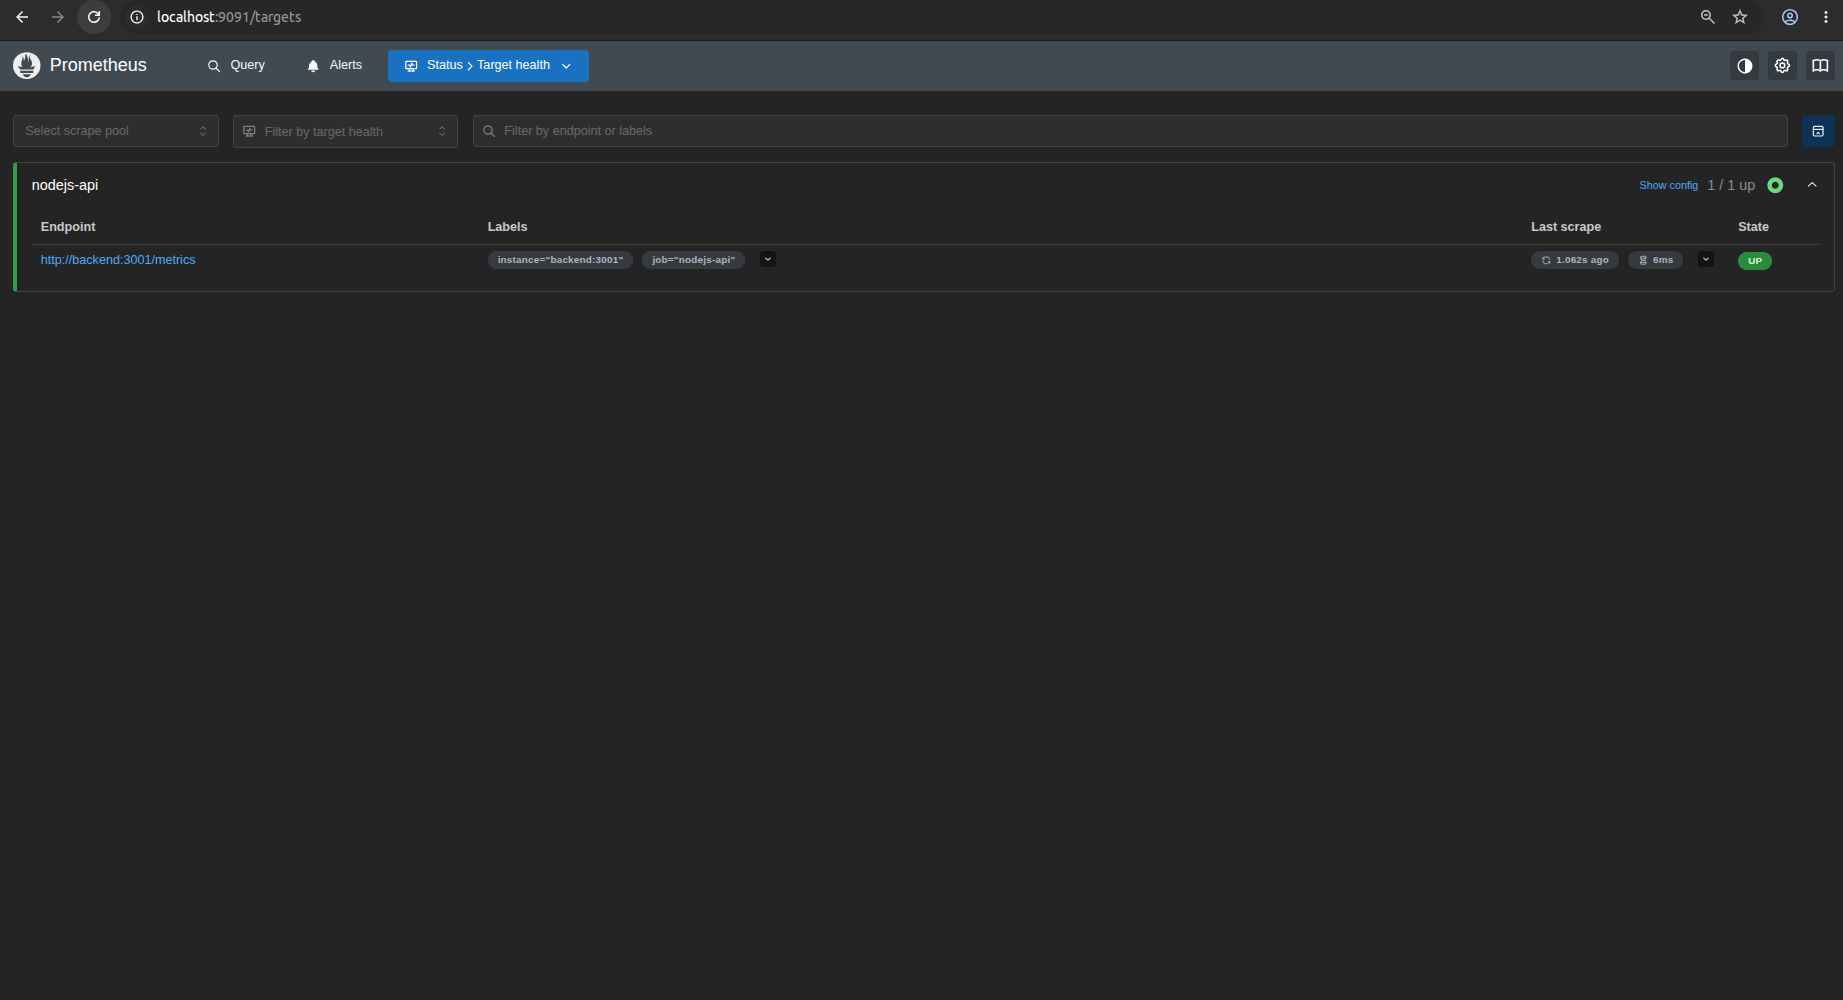 localhost:9091/targets
Prometheus Query Alerts Status Target health
Select scrape pool Filter by target health Filter by endpoint or labels
nodejs-api Show config 1 / 1 up
Endpoint Labels Last scrape State
http://backend:3001/metrics instance="backend:3001" job="nodejs-api" 1.062s ago 6ms UP